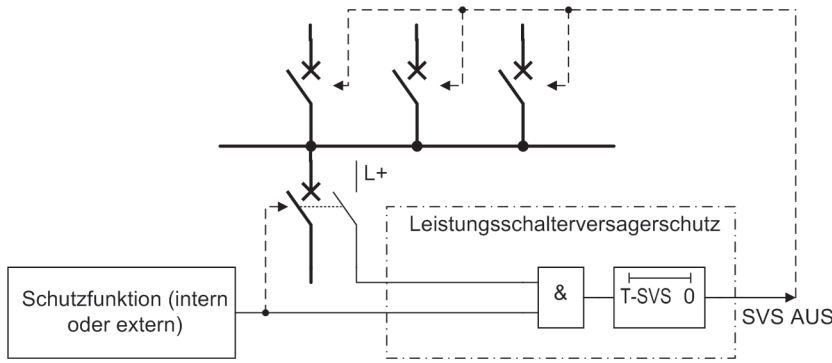 L+
Leistungsschalterversagerschutz
Schutzfunktion (intern
oder extern)
&
T-SVS 0
SVS AUS